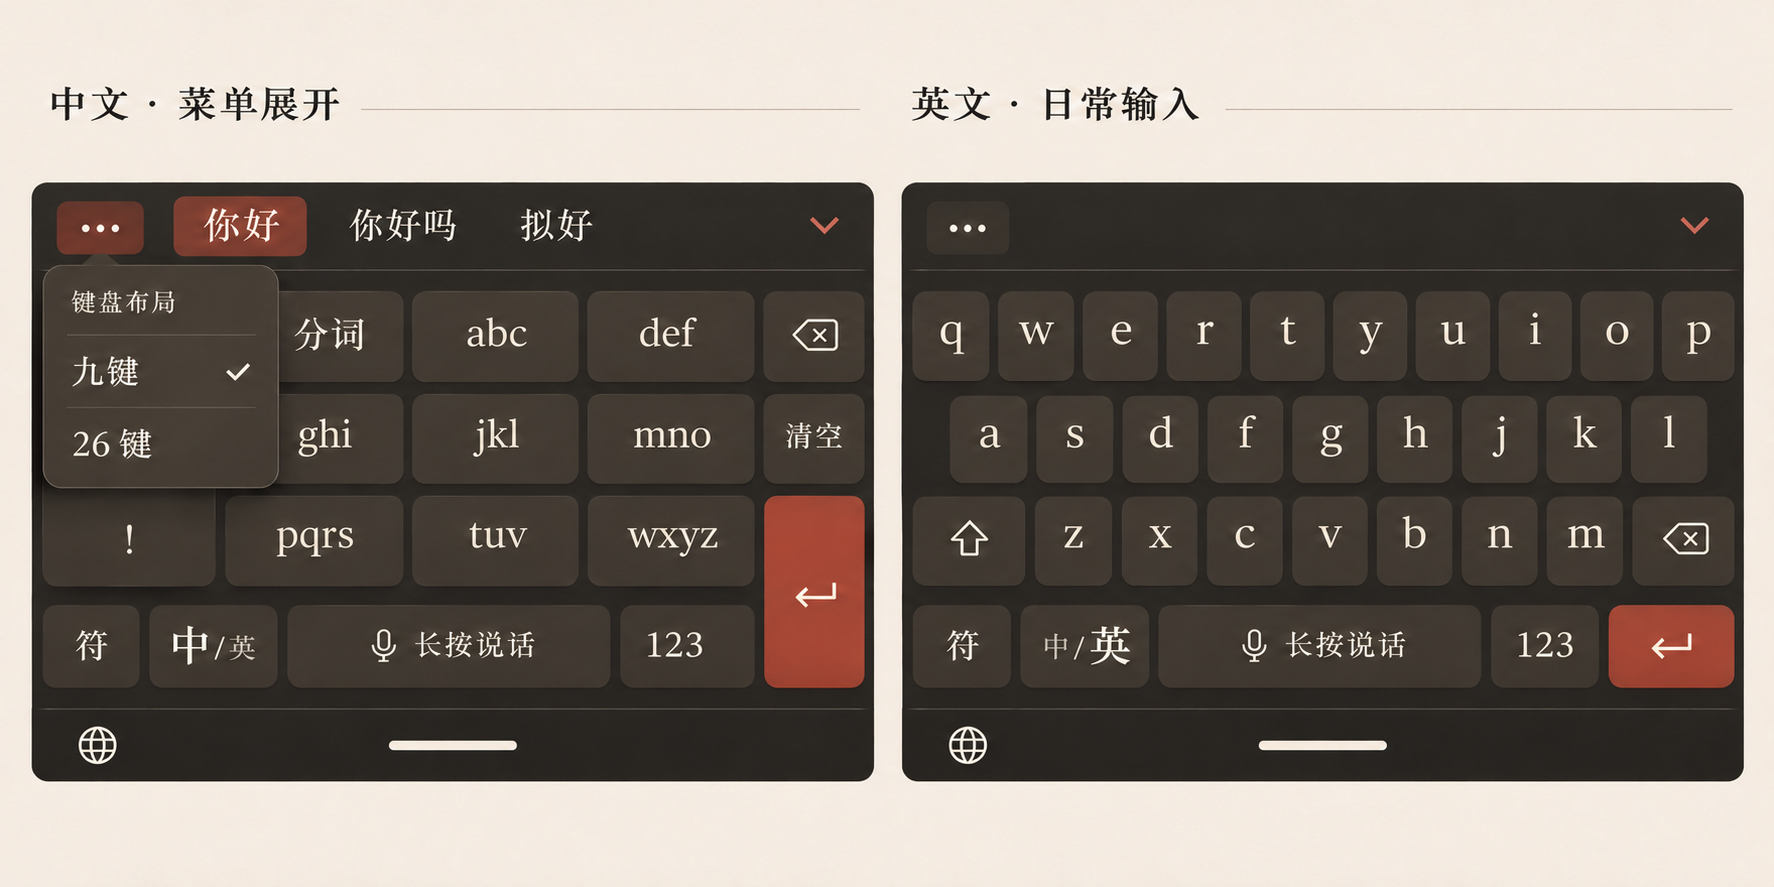 中文 · 菜单展开
你好 你好吗 拟好
键盘布局
九键
26 键
分词 abc def
ghi jkl mno 清空
! pqrs tuv wxyz
符 中/英 长按说话 123
英文 · 日常输入
q w e r t y u i o p
a s d f g h j k l
z x c v b n m
符 中/英 长按说话 123